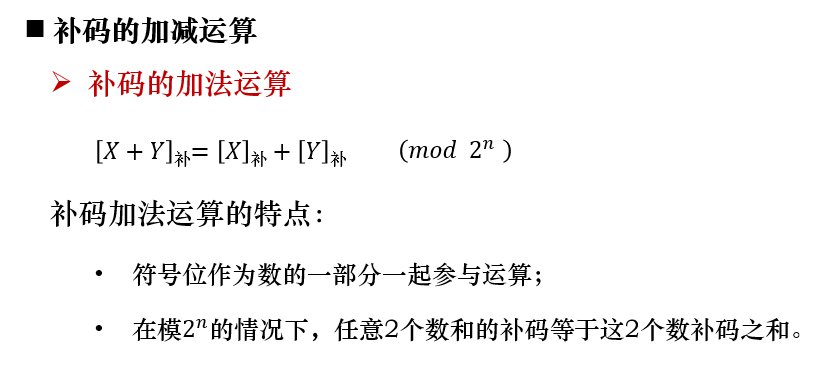 ■ 补码的加减运算
➢ 补码的加法运算
[X + Y]补= [X]补 + [Y]补 (mod 2ⁿ )
补码加法运算的特点：
• 符号位作为数的一部分一起参与运算；
• 在模2ⁿ的情况下，任意2个数和的补码等于这2个数补码之和。